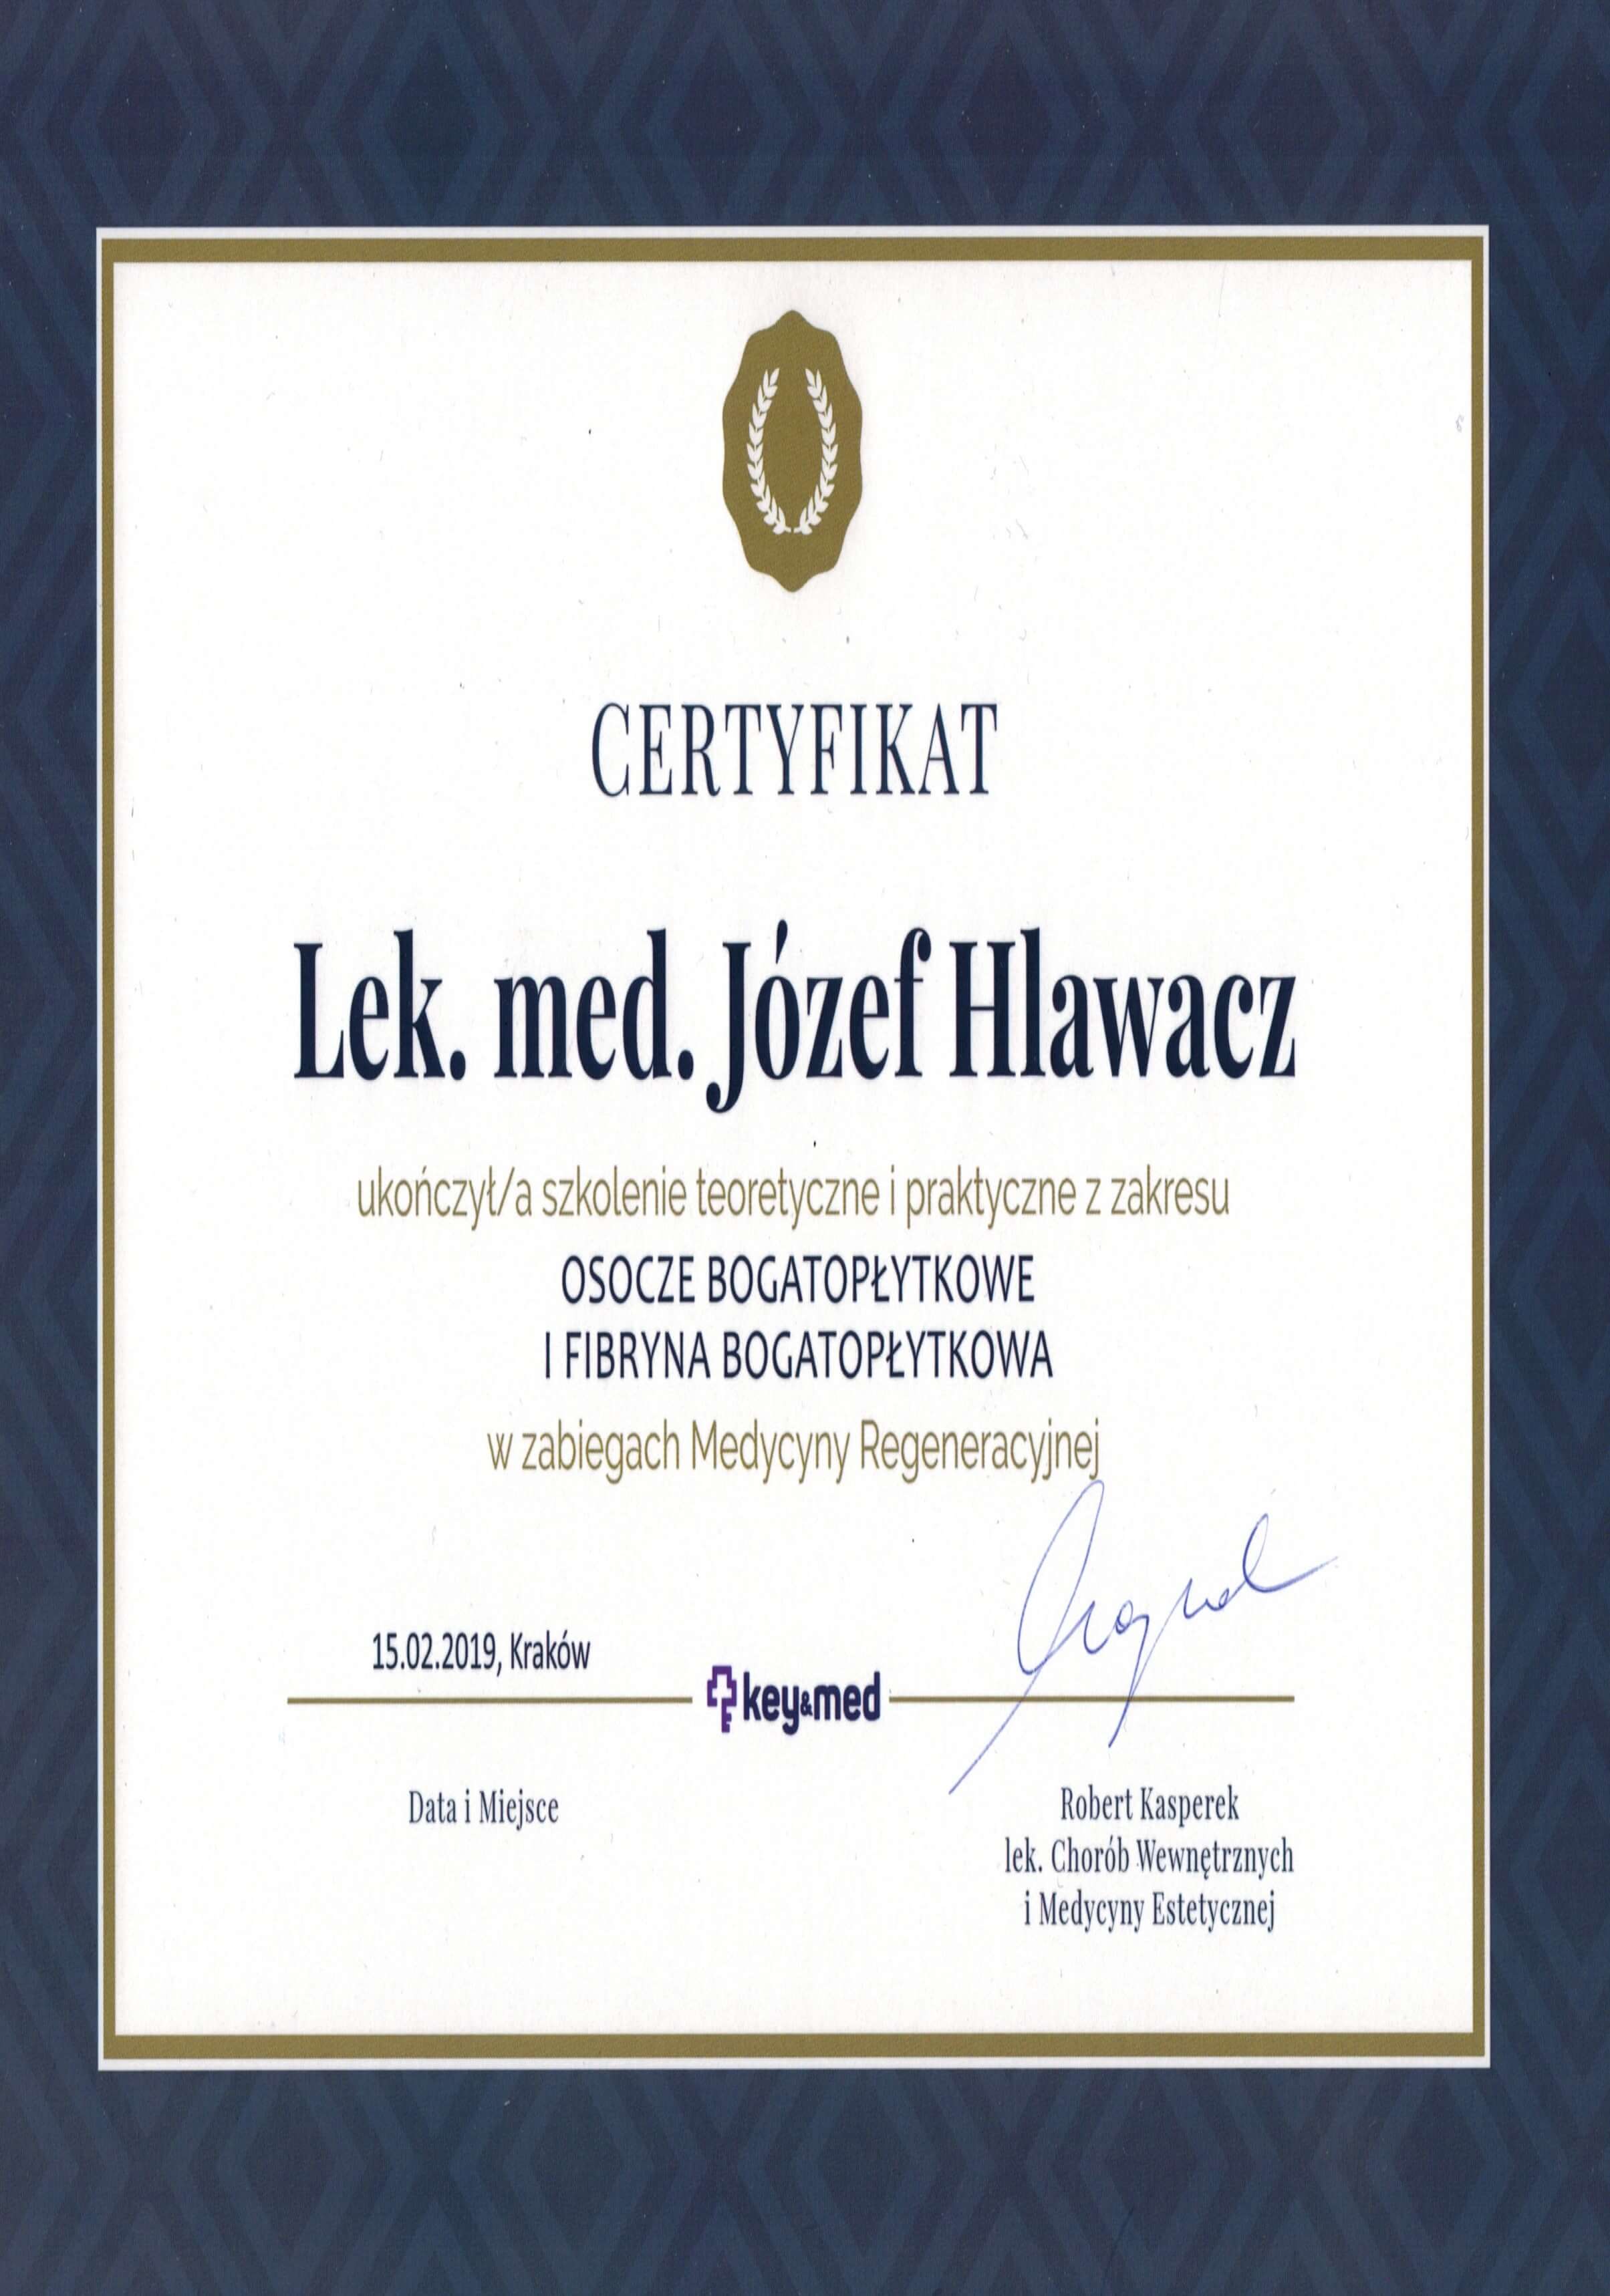 CERTYFIKAT
Lek. med. Józef Hlawacz
ukończył/a szkolenie teoretyczne i praktyczne z zakresu
OSOCZE BOGATOPŁYTKOWE
I FIBRYNA BOGATOPŁYTKOWA
w zabiegach Medycyny Regeneracyjnej
15.02.2019, Kraków
key&med
Data i Miejsce
Robert Kasperek
lek. Chorób Wewnętrznych
i Medycyny Estetycznej